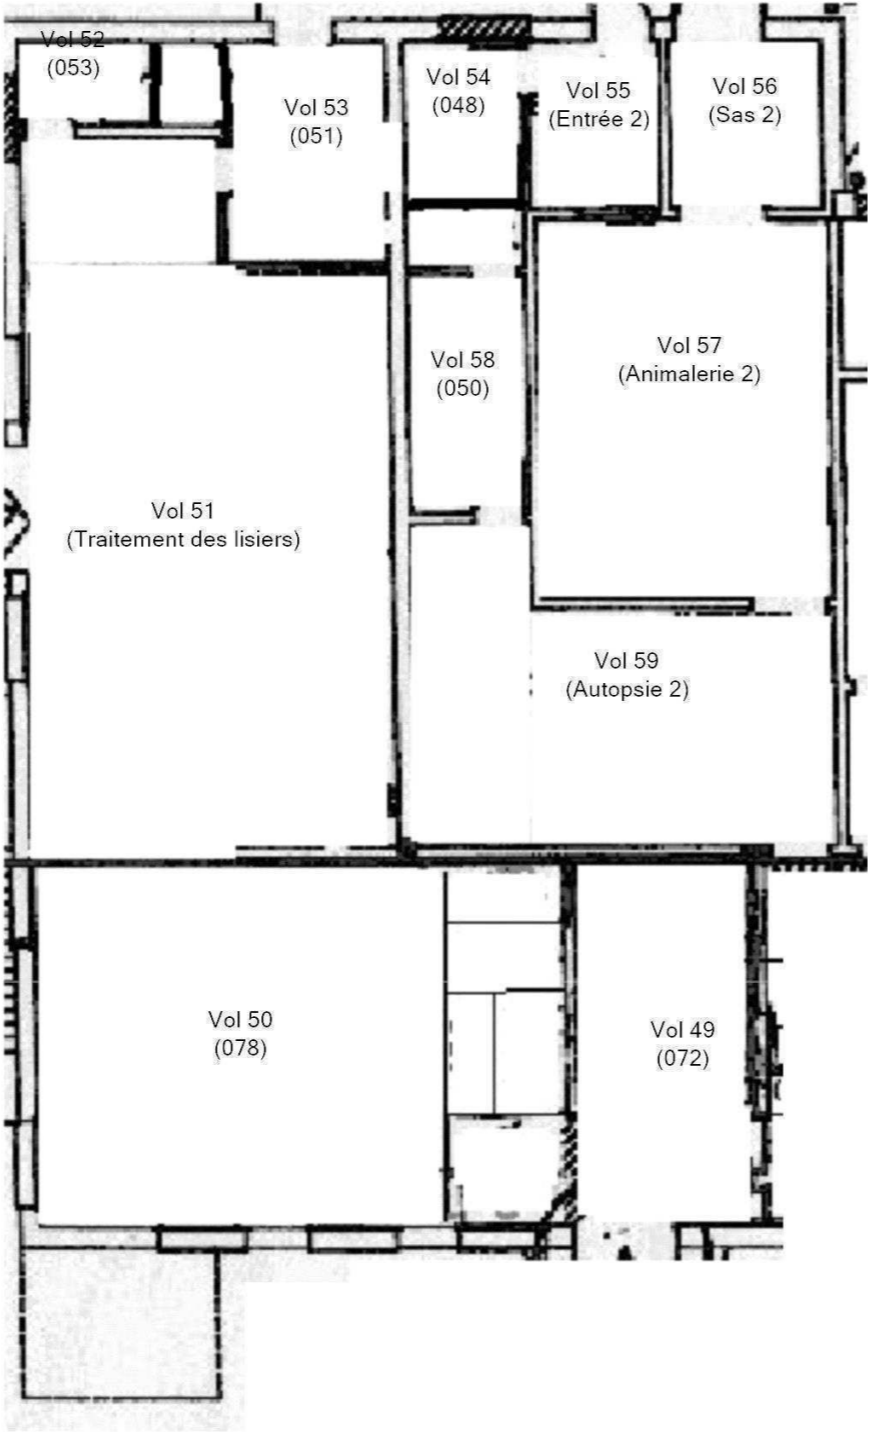 Vol 52
(053)
Vol 53
(051)
Vol 54
(048)
Vol 55
(Entrée 2)
Vol 56
(Sas 2)
Vol 57
(Animalerie 2)
Vol 58
(050)
Vol 51
(Traitement des lisiers)
Vol 59
(Autopsie 2)
Vol 50
(078)
Vol 49
(072)